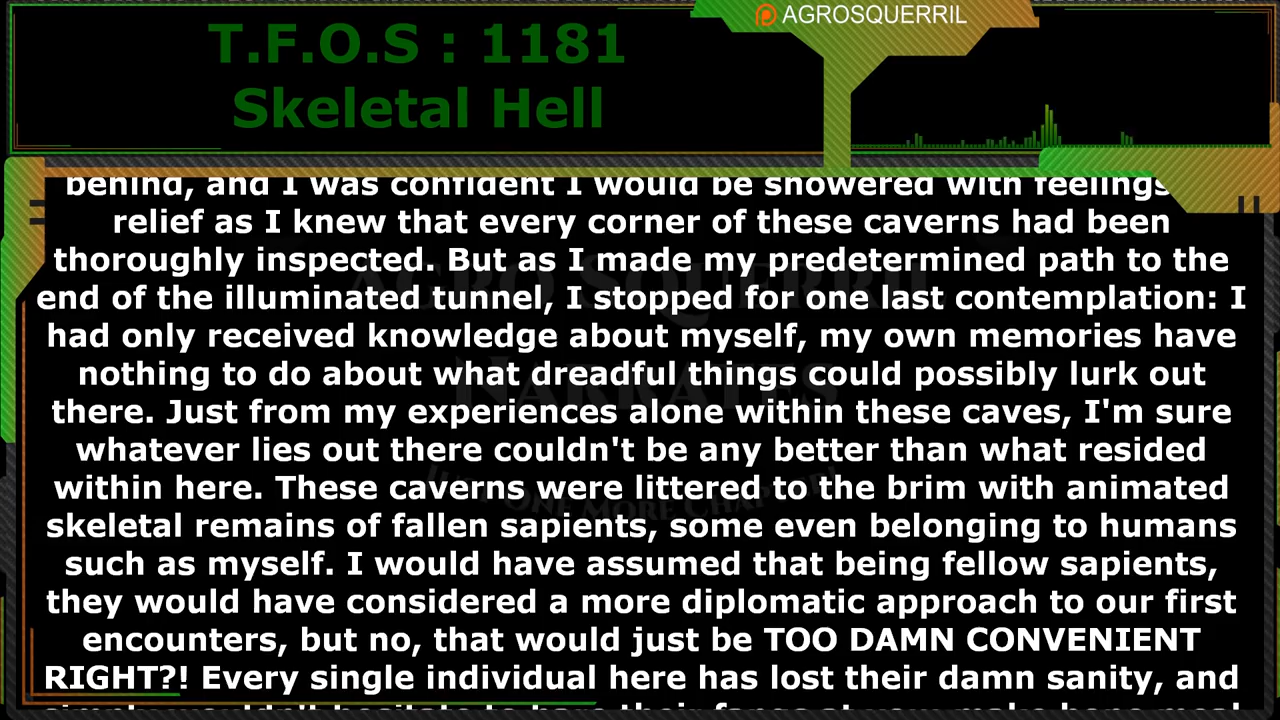 AGROSQUERRIL
T.F.O.S : 1181
Skeletal Hell
behind, and I was confident I would be showered with feelings
relief as I knew that every corner of these caverns had been
thoroughly inspected. But as I made my predetermined path to the
end of the illuminated tunnel, I stopped for one last contemplation: I
had only received knowledge about myself, my own memories have
nothing to do about what dreadful things could possibly lurk out
there. Just from my experiences alone within these caves, I'm sure
whatever lies out there couldn't be any better than what resided
within here. These caverns were littered to the brim with animated
skeletal remains of fallen sapients, some even belonging to humans
such as myself. I would have assumed that being fellow sapients,
they would have considered a more diplomatic approach to our first
encounters, but no, that would just be TOO DAMN CONVENIENT
RIGHT?! Every single individual here has lost their damn sanity, and